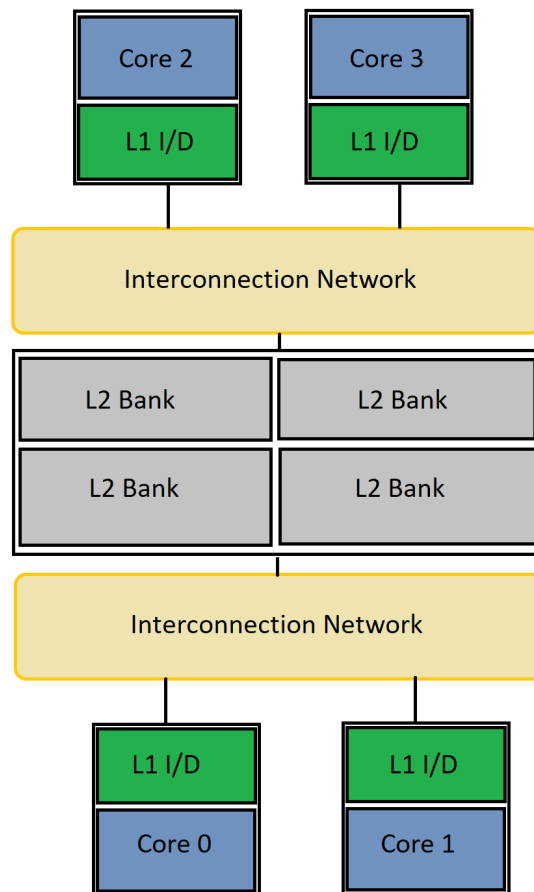 Core 2
Core 3
L1 I/D
L1 I/D
Interconnection Network
L2 Bank
L2 Bank
L2 Bank
L2 Bank
Interconnection Network
L1 I/D
L1 I/D
Core 0
Core 1